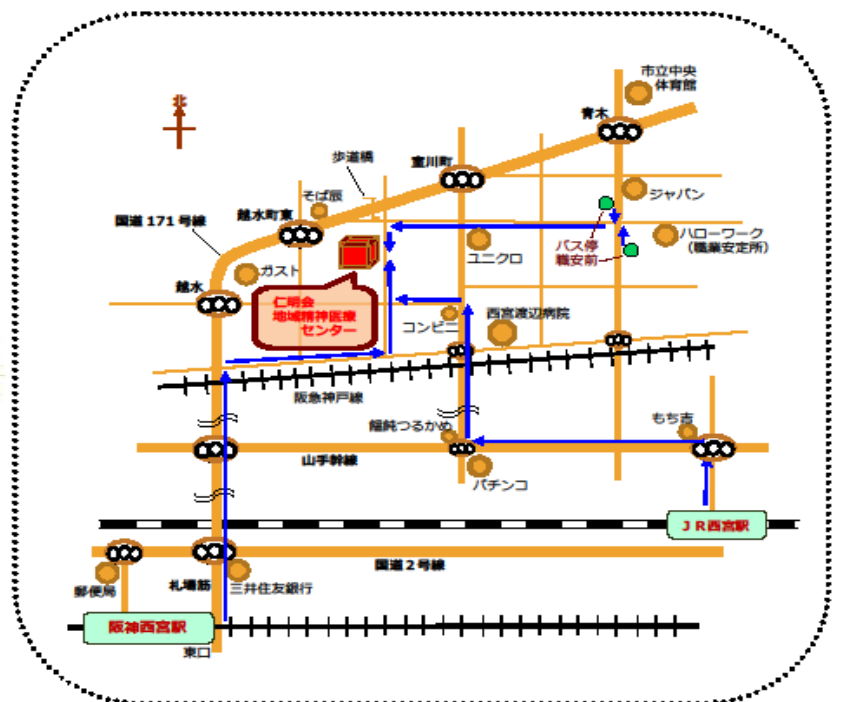 市立中央
体育館
北
青木
歩道橋
室川町
そば辰
ジャパン
国道171号線
越水町東
ハローワーク
(職業安定所)
ユニクロ
バス停
職安前
ガスト
越水
仁明会
地域精神医療
センター
コンビニ
西宮渡辺病院
阪急神戸線
饂飩つるかめ
もち吉
山手幹線
パチンコ
JR西宮駅
国道2号線
郵便局
札場筋
三井住友銀行
阪神西宮駅
東口